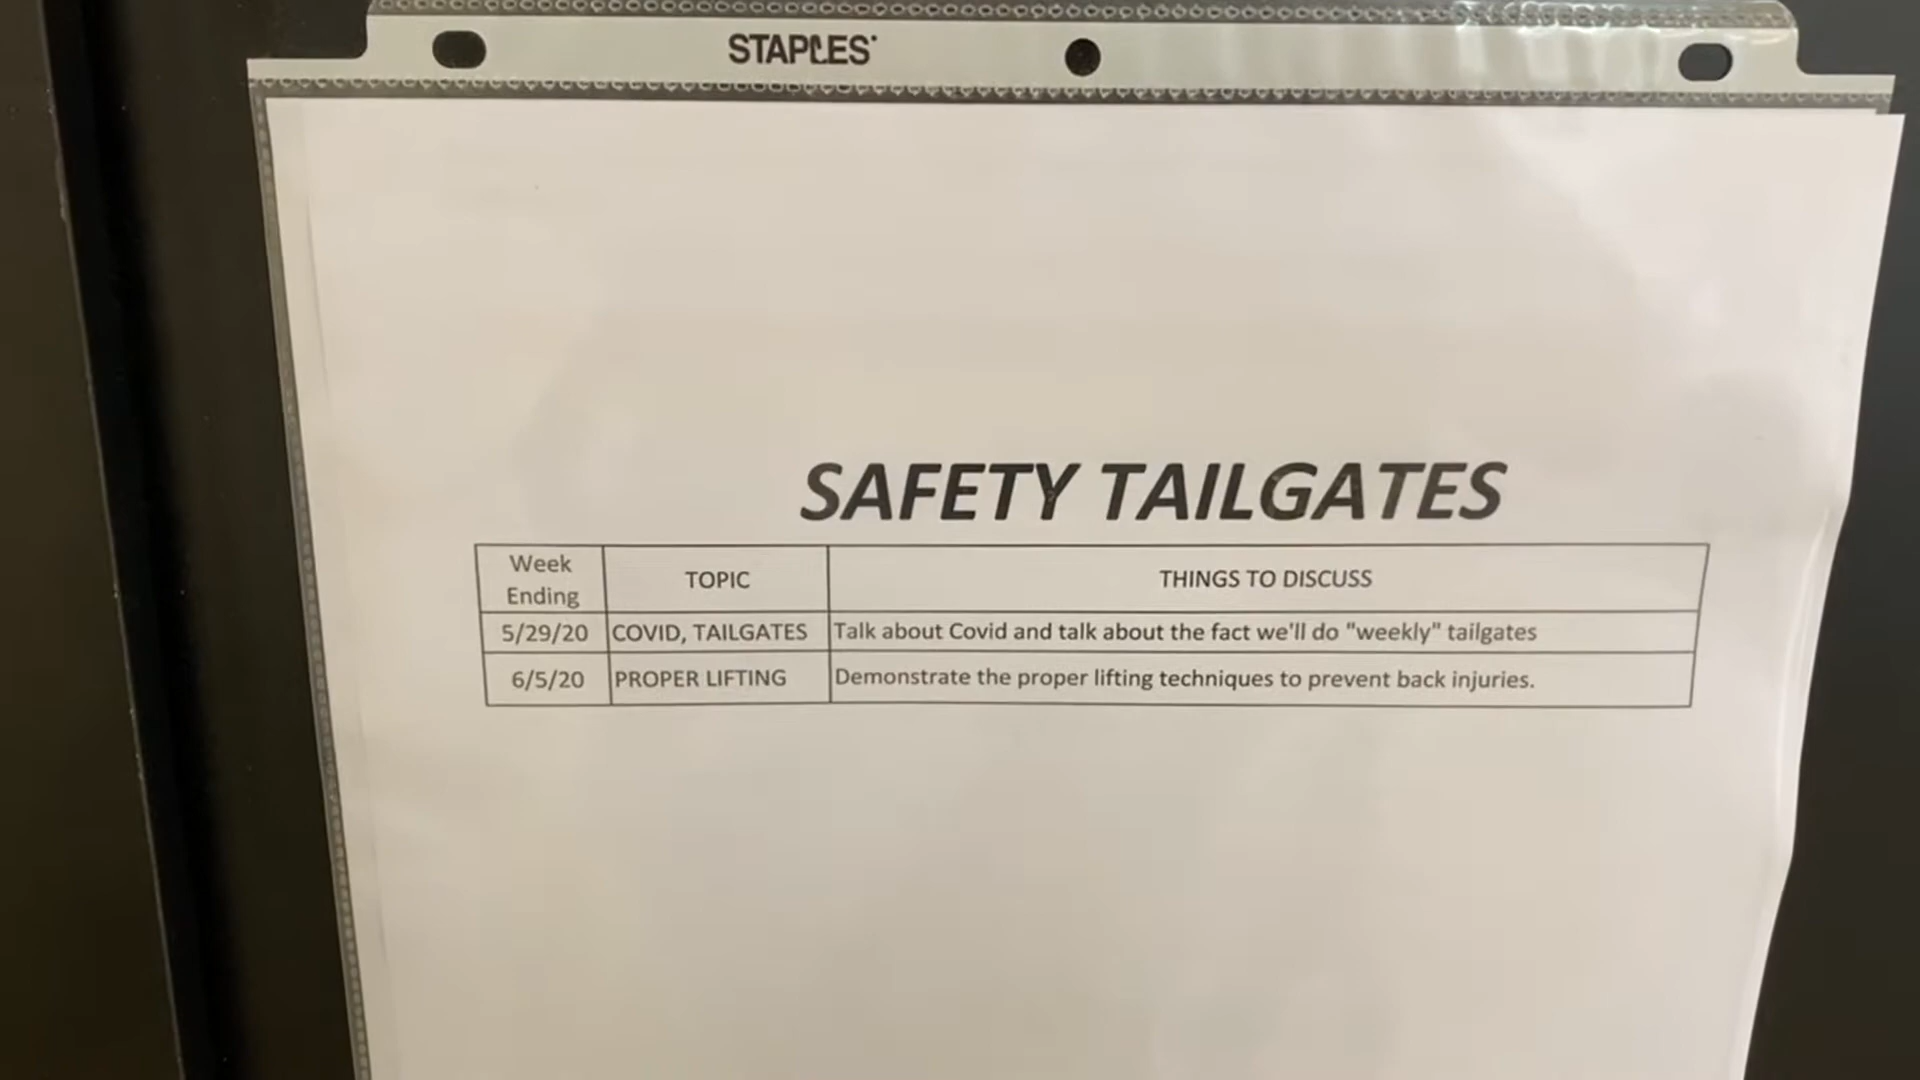 STAPLES
SAFETY TAILGATES
Week
Ending
TOPIC
THINGS TO DISCUSS
5/29/20 COVID, TAILGATES Talk about Covid and talk about the fact we'll do "weekly" tailgates
6/5/20 PROPER LIFTING Demonstrate the proper lifting techniques to prevent back injuries.